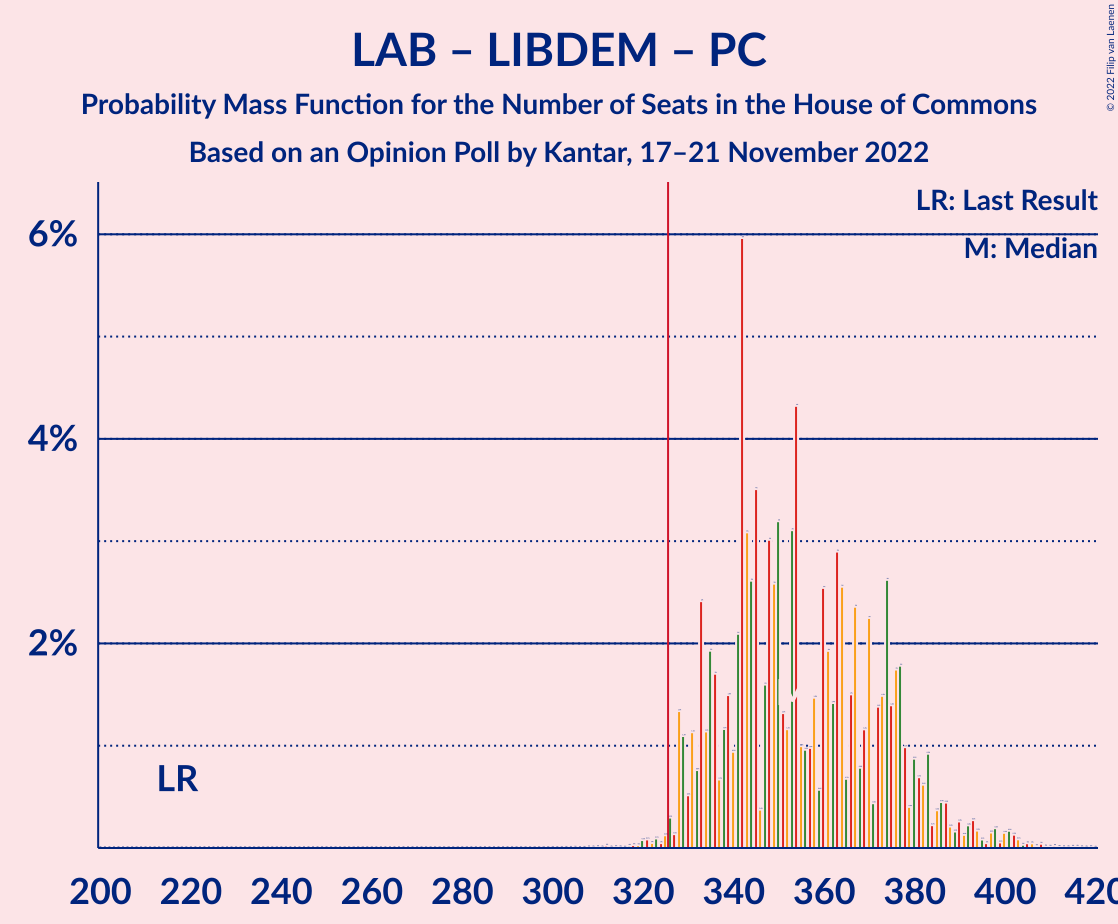 LAB – LIBDEM – PC
Probability Mass Function for the Number of Seats in the House of Commons
Based on an Opinion Poll by Kantar, 17–21 November 2022
© 2022 Filip van Laenen
LR: Last Result
M: Median
6%
4%
2%
LR
200 220 240 260 280 300 320 340 360 380 400 420